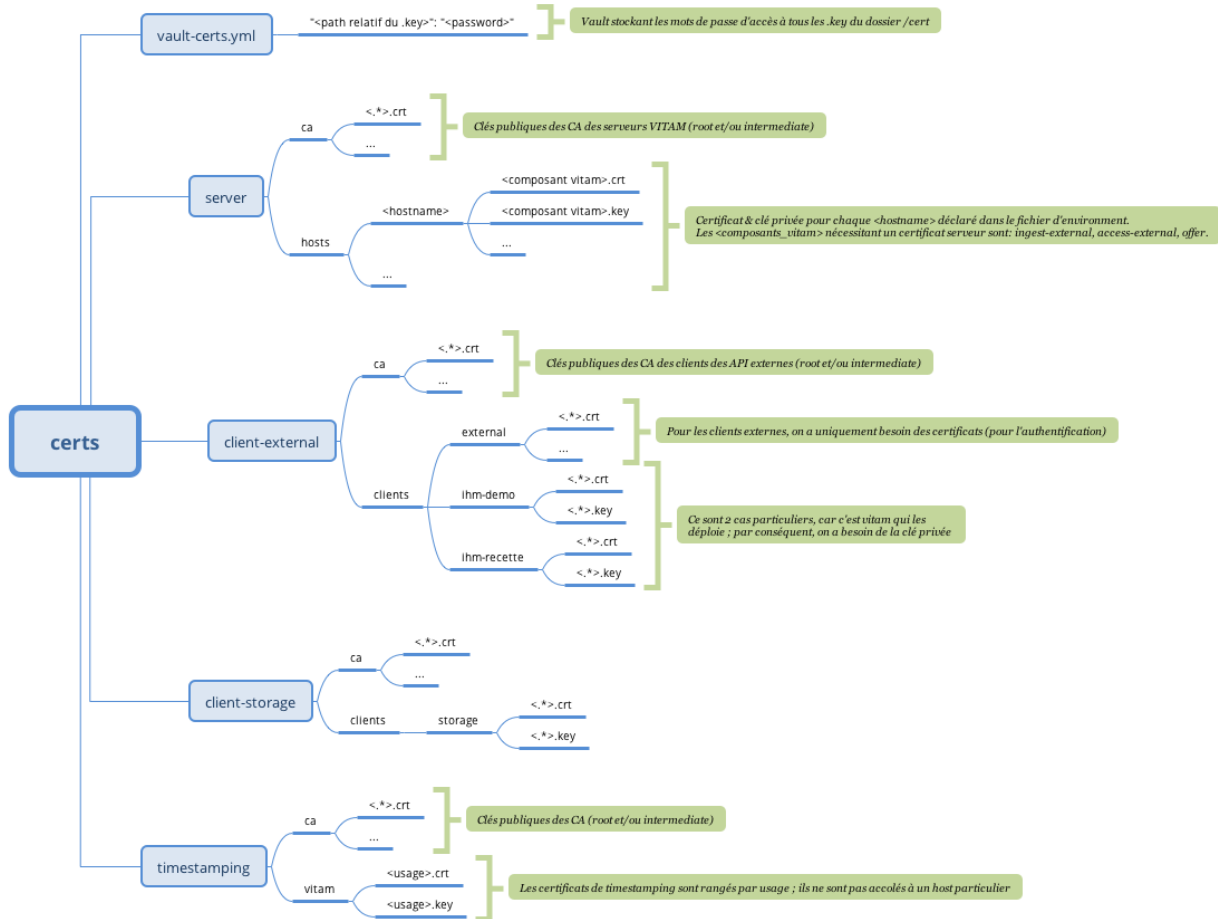 vault-certs.yml
"<path relatif du .key>": "<password>"
Vault stockant les mots de passe d'accès à tous les .key du dossier /cert
server
ca
<.*>.crt
...
Clés publiques des CA des serveurs VITAM (root et/ou intermediate)
hosts
<hostname>
<composant vitam>.crt
<composant vitam>.key
...
...
Certificat & clé privée pour chaque <hostname> déclaré dans le fichier d'environment.
Les <composants_vitam> nécessitant un certificat serveur sont: ingest-external, access-external, offer.
certs
client-external
ca
<.*>.crt
...
Clés publiques des CA des clients des API externes (root et/ou intermediate)
clients
external
<.*>.crt
...
Pour les clients externes, on a uniquement besoin des certificats (pour l'authentification)
ihm-demo
<.*>.crt
<.*>.key
ihm-recette
<.*>.crt
<.*>.key
Ce sont 2 cas particuliers, car c'est vitam qui les
déploie ; par conséquent, on a besoin de la clé privée
client-storage
ca
<.*>.crt
...
clients
storage
<.*>.crt
<.*>.key
timestamping
ca
<.*>.crt
...
Clés publiques des CA (root et/ou intermediate)
vitam
<usage>.crt
<usage>.key
Les certificats de timestamping sont rangés par usage ; ils ne sont pas accolés à un host particulier